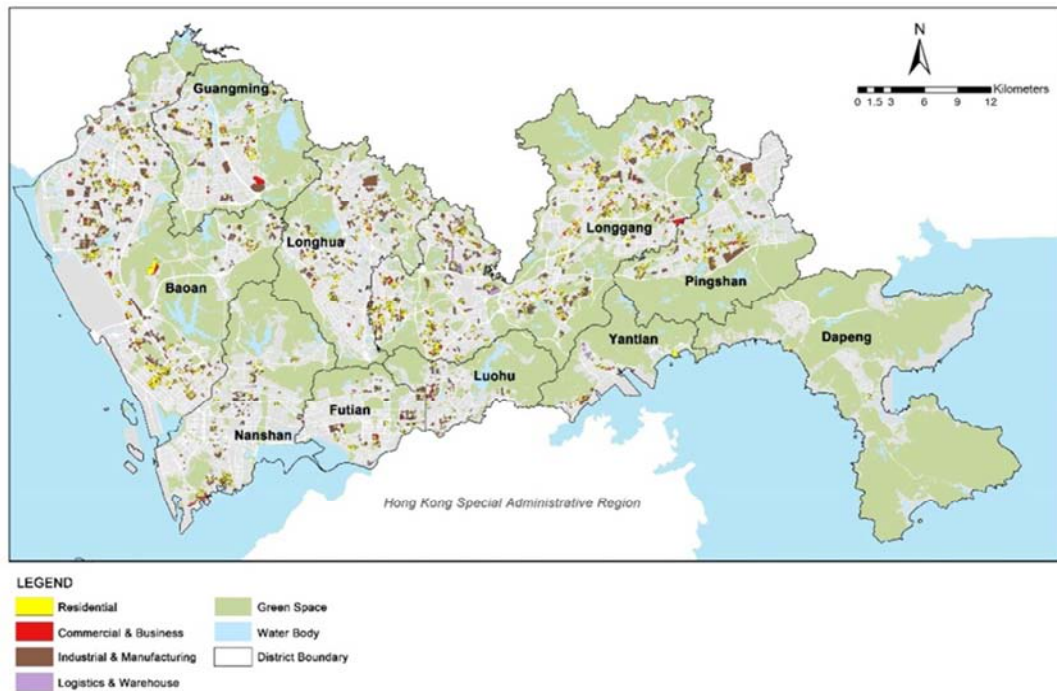 N
Kilometers
0 1.5 3 6 9 12
Guangming
Longhua
Longgang
Baoan
Pingshan
Yantian
Dapeng
Luohu
Futian
Nanshan
Hong Kong Special Administrative Region
LEGEND
Residential
Commercial & Business
Industrial & Manufacturing
Logistics & Warehouse
Green Space
Water Body
District Boundary